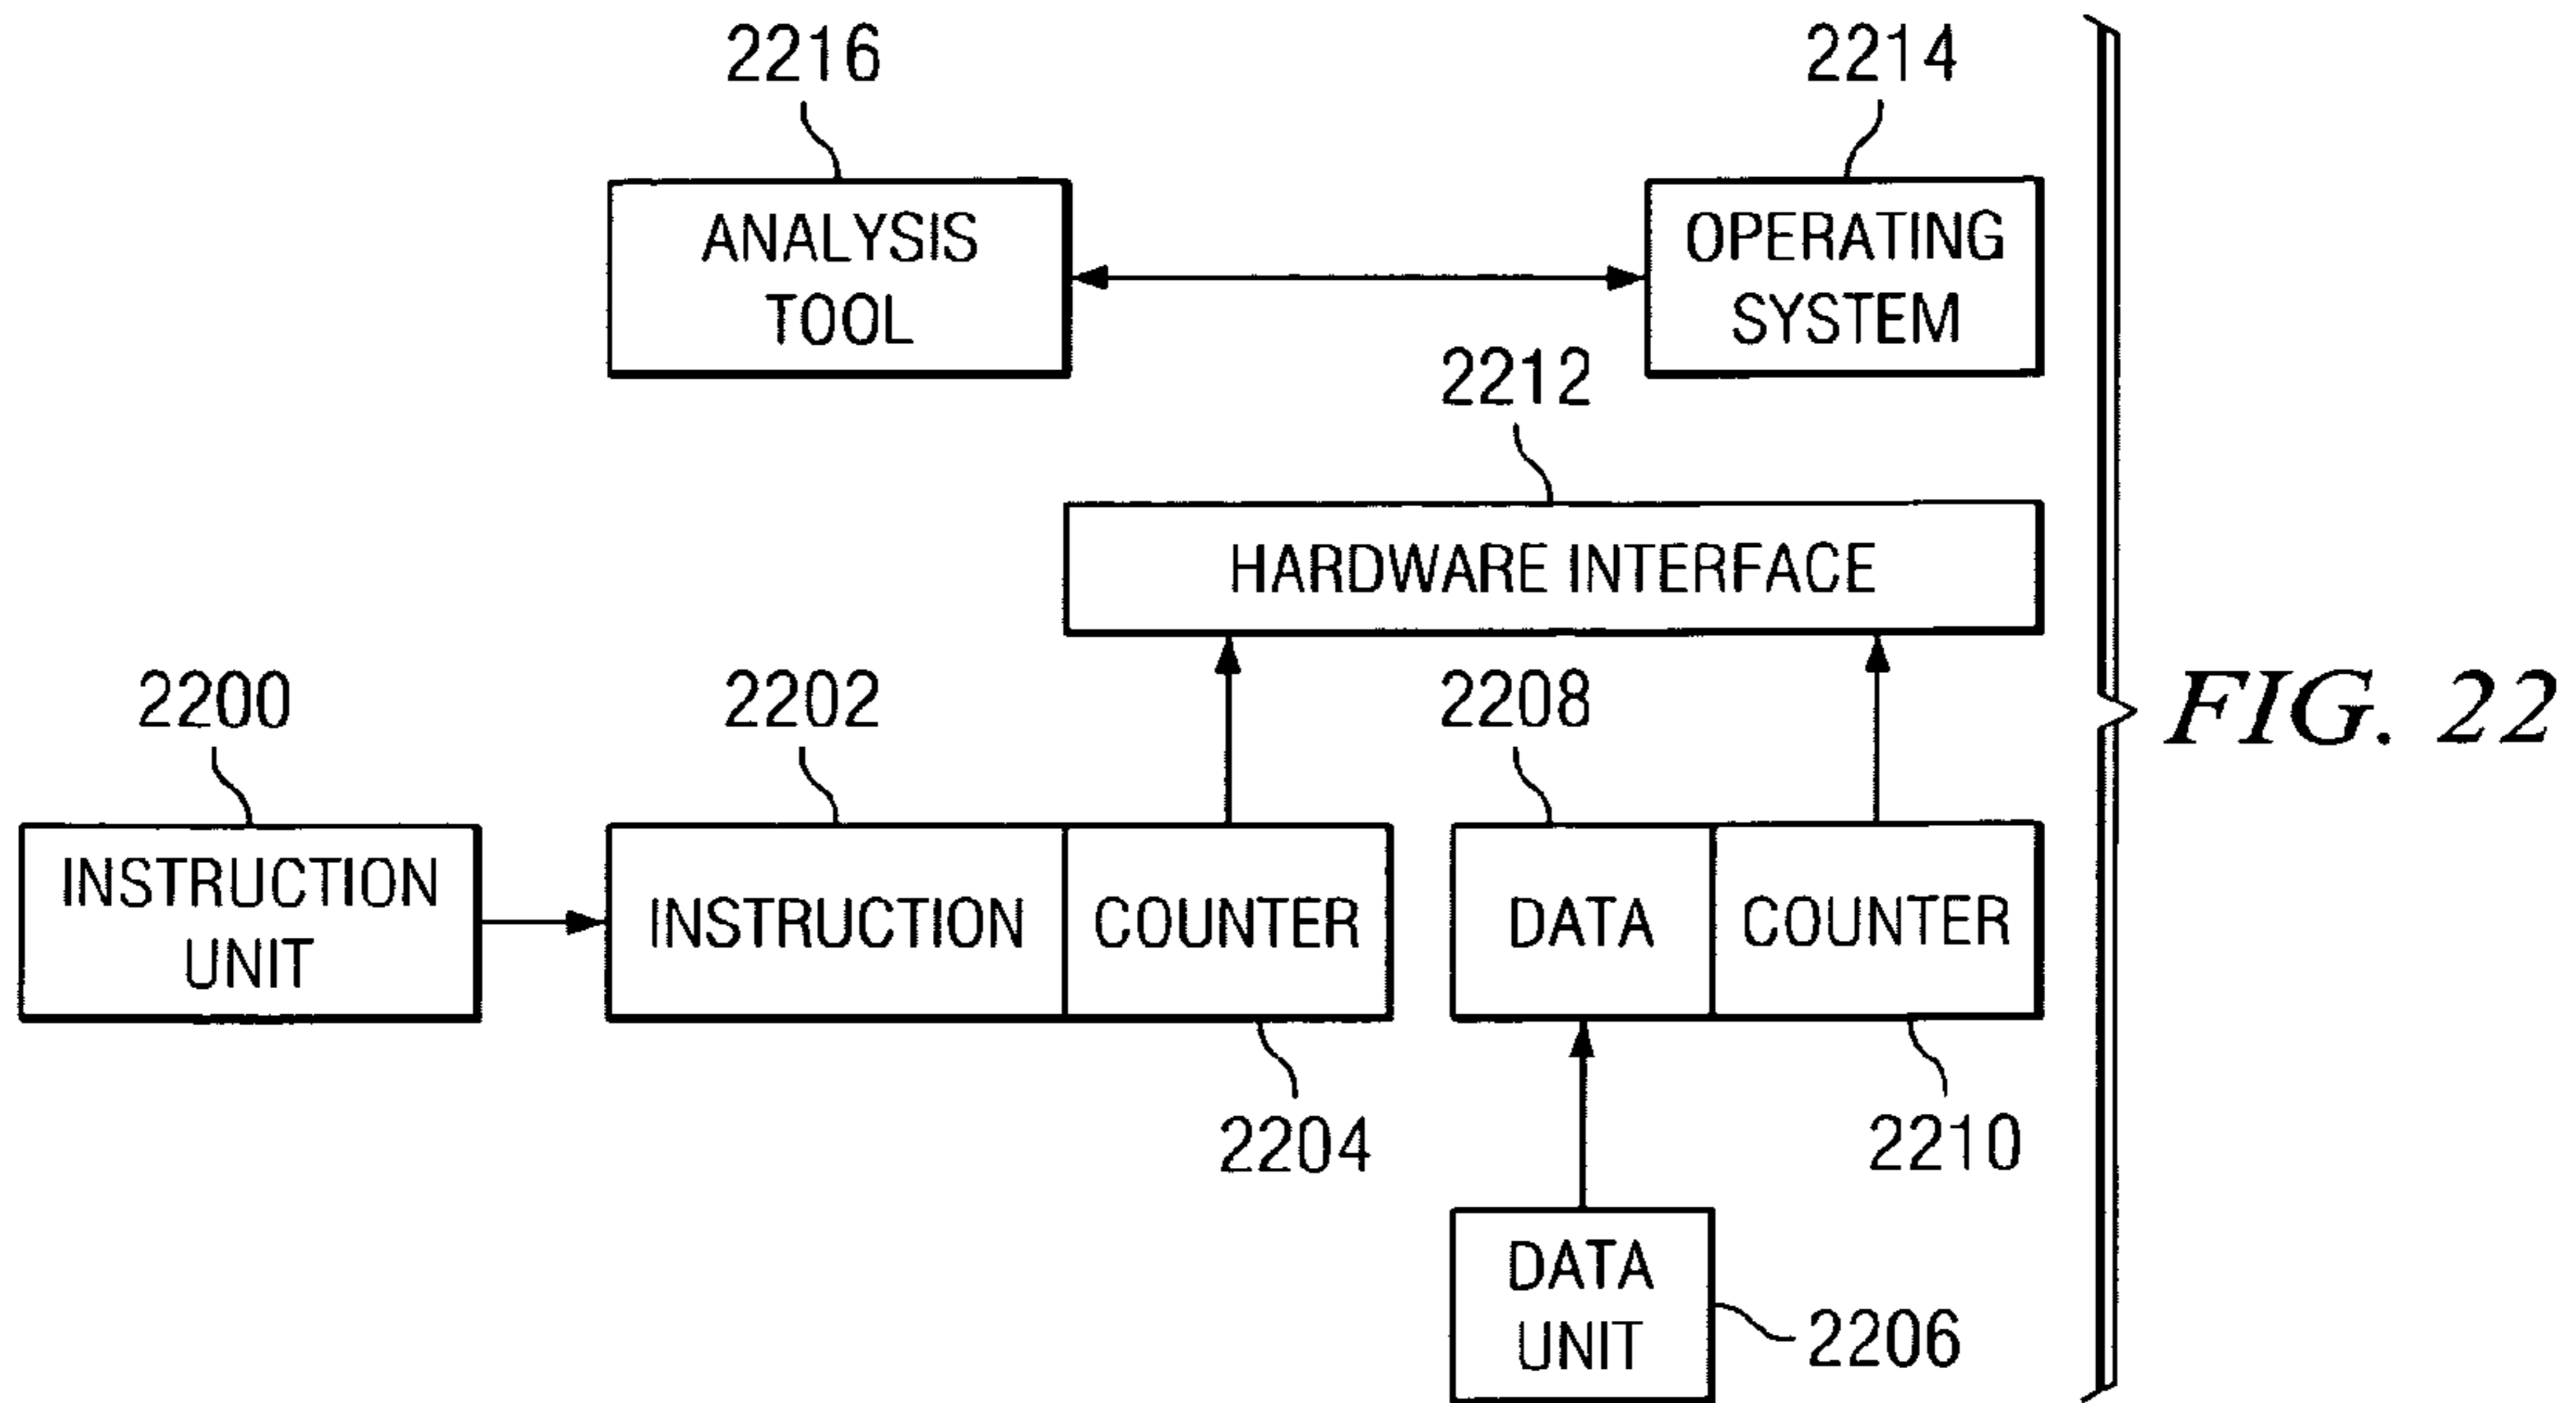 2216
2214
ANALYSIS
TOOL
OPERATING
SYSTEM
2212
HARDWARE INTERFACE
2200
2202
2208
FIG. 22
INSTRUCTION
UNIT
INSTRUCTION
COUNTER
DATA
COUNTER
2204
2210
DATA
UNIT
2206